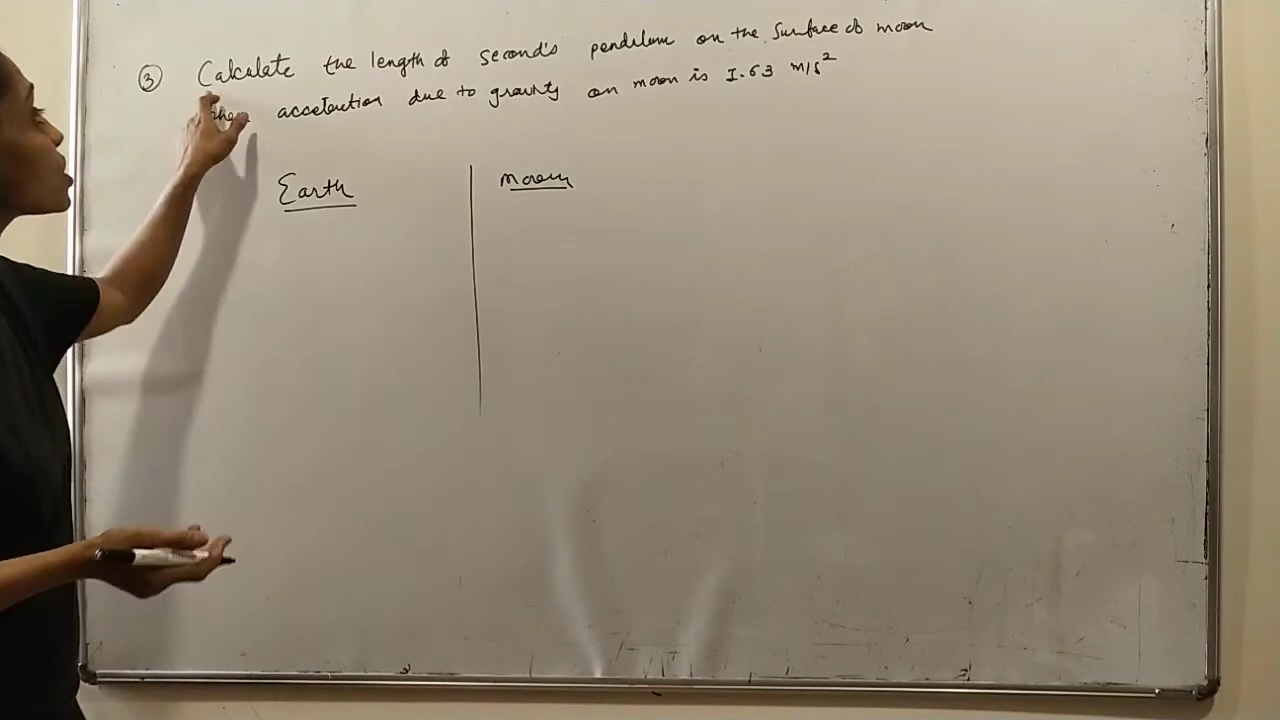 ③ Calculate the length of second's pendulum on the surface of moon
when acceleration due to gravity on moon is 1.63 m/s²
Earth
moon